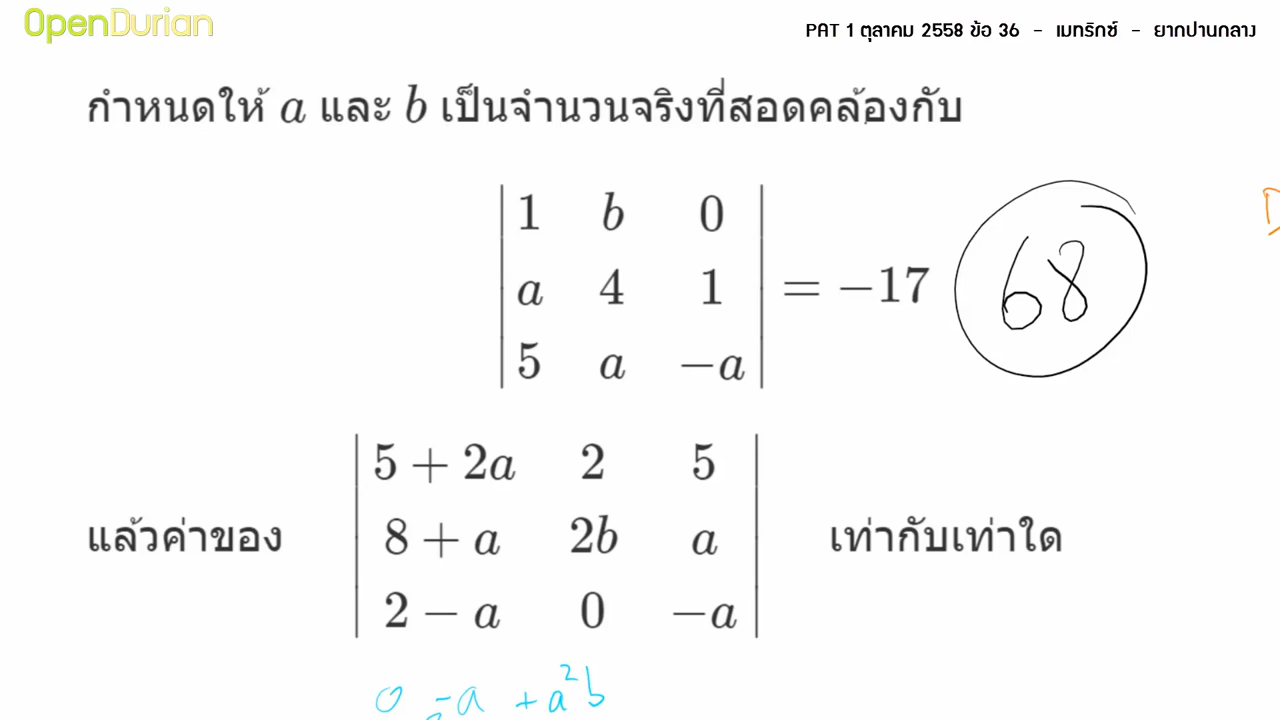 OpenDurian
PAT 1 ตุลาคม 2558 ข้อ 36 - เมทริกซ์ - ยากปานกลาง
กำหนดให้ a และ b เป็นจำนวนจริงที่สอดคล้องกับ
| 1 b 0 |
| a 4 1 | = -17 68
| 5 a -a |
| 5 + 2a 2 5 |
แล้วค่าของ | 8 + a 2b a | เท่ากับเท่าใด
| 2 - a 0 -a |
0 -a + a²b